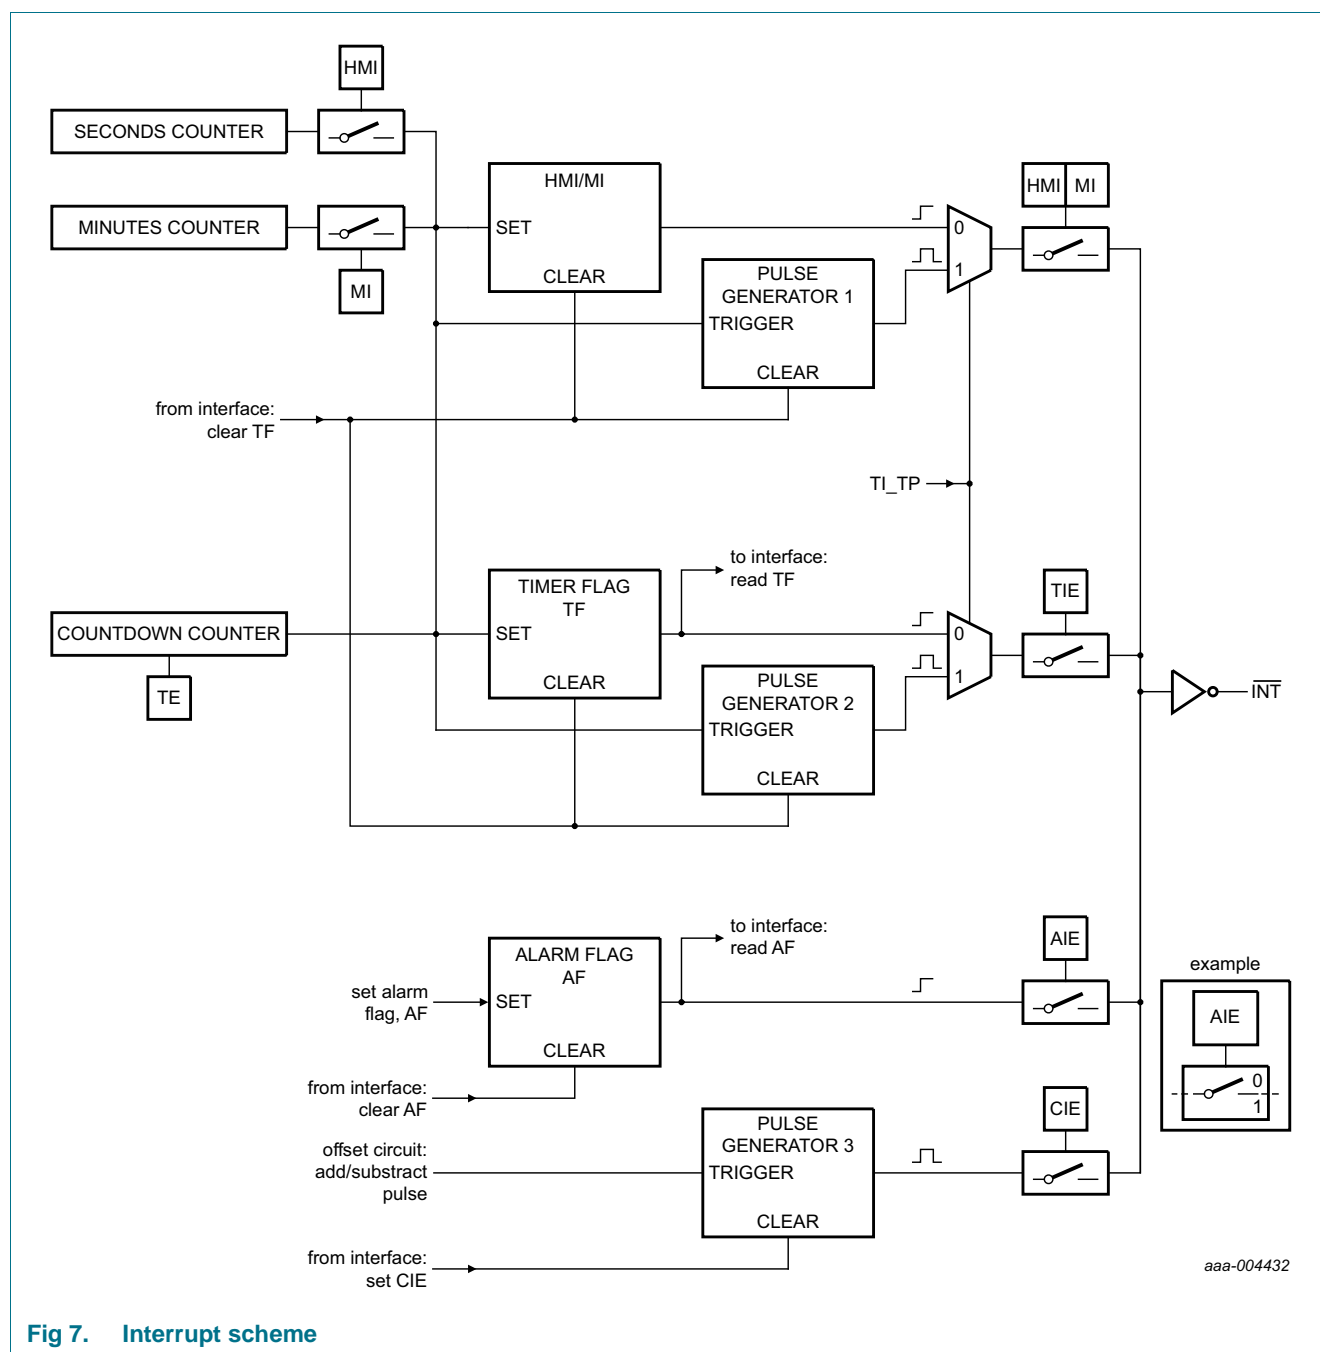 HMI
SECONDS COUNTER
MINUTES COUNTER
MI
HMI/MI
SET
CLEAR
PULSE
GENERATOR 1
TRIGGER
CLEAR
0
1
HMI MI
from interface:
clear TF
TI_TP
to interface:
read TF
TIMER FLAG
TF
SET
CLEAR
COUNTDOWN COUNTER
TE
PULSE
GENERATOR 2
TRIGGER
CLEAR
0
1
TIE
INT
to interface:
read AF
ALARM FLAG
AF
SET
CLEAR
set alarm
flag, AF
from interface:
clear AF
AIE
example
AIE
0
1
offset circuit:
add/substract
pulse
PULSE
GENERATOR 3
TRIGGER
CLEAR
CIE
from interface:
set CIE
aaa-004432
Fig 7. Interrupt scheme